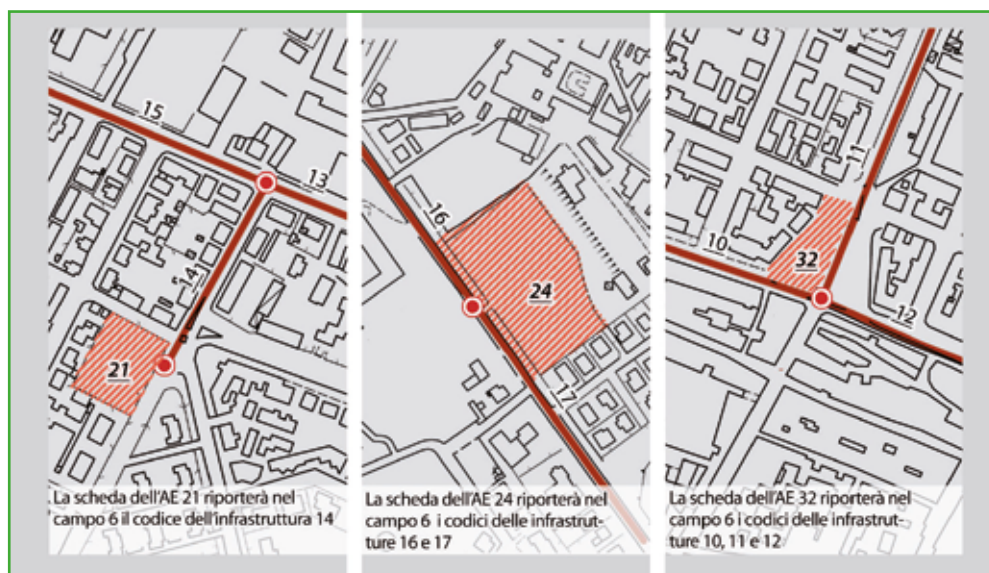 15
13
14
21
La scheda dell'AE 21 riporterà nel
campo 6 il codice dell'infrastruttura 14
16
24
17
La scheda dell'AE 24 riporterà nel
campo 6 i codici delle infrastrut-
ture 16 e 17
11
10
32
12
La scheda dell'AE 32 riporterà nel
campo 6 i codici delle infrastrut-
ture 10, 11 e 12